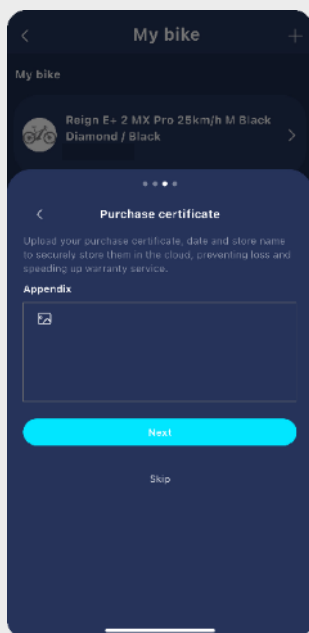 My bike
My bike
Reign E+ 2 MX Pro 25km/h M Black
Diamond / Black
Purchase certificate
Upload your purchase certificate, date and store name
to securely store them in the cloud, preventing loss and
speeding up warranty service.
Appendix
Next
Skip